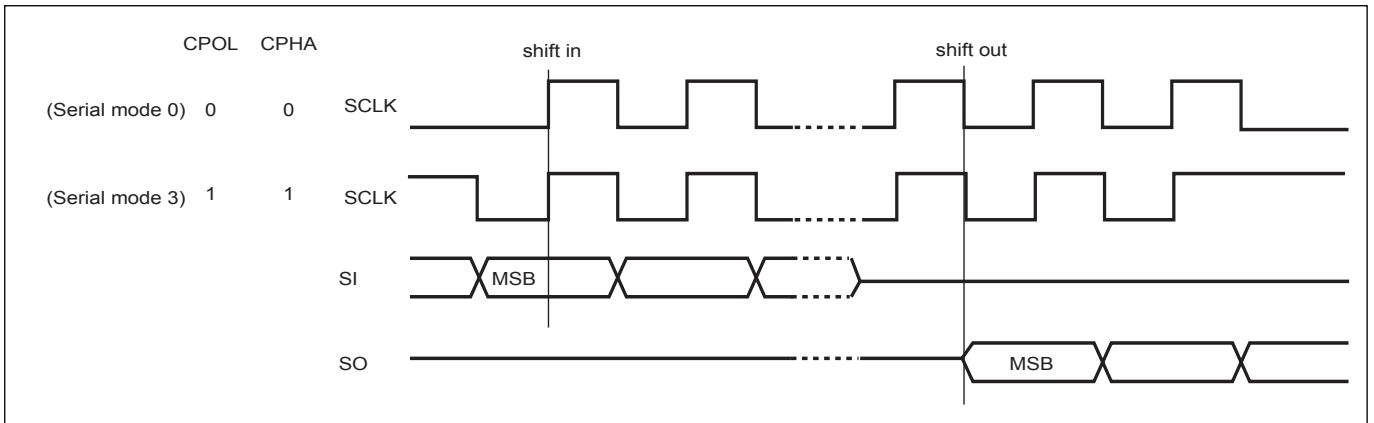 CPOL CPHA shift in shift out
(Serial mode 0) 0 0 SCLK
(Serial mode 3) 1 1 SCLK
SI MSB
SO MSB